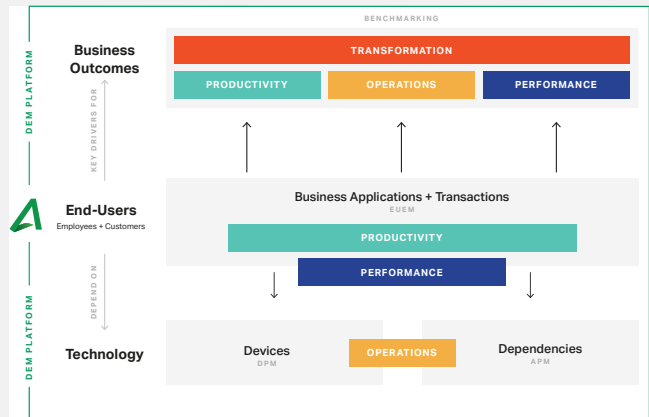 BENCHMARKING
Business
Outcomes
TRANSFORMATION
PRODUCTIVITY
OPERATIONS
PERFORMANCE
DEM PLATFORM
KEY DRIVERS FOR
End-Users
Employees + Customers
Business Applications + Transactions
EUEM
PRODUCTIVITY
PERFORMANCE
DEPEND ON
DEM PLATFORM
Technology
Devices
DPM
OPERATIONS
Dependencies
APM